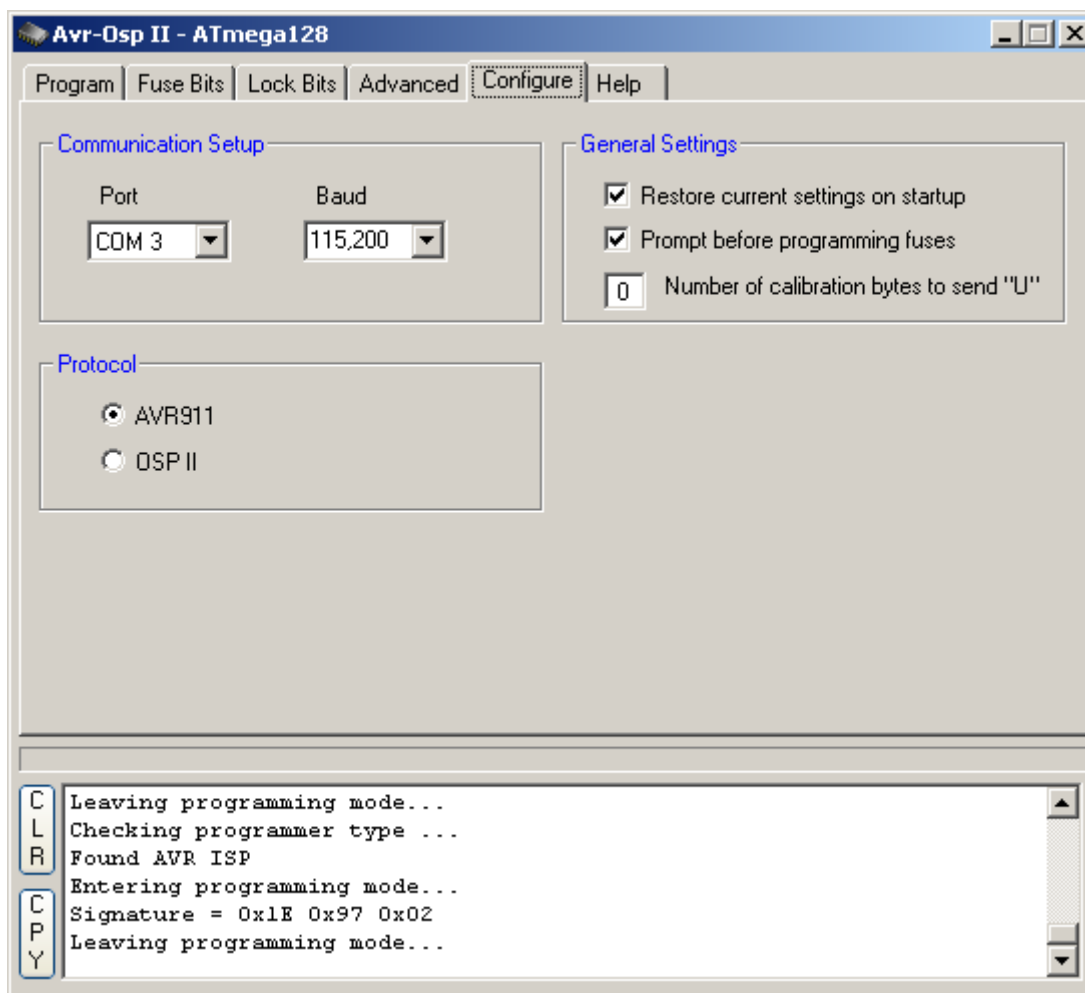 Avr-Osp II - ATmega128
Program Fuse Bits Lock Bits Advanced Configure Help
Communication Setup
Port Baud
COM 3 115,200
General Settings
Restore current settings on startup
Prompt before programming fuses
0 Number of calibration bytes to send "U"
Protocol
AVR911
OSP II
CLR
CPY
Leaving programming mode...
Checking programmer type ...
Found AVR ISP
Entering programming mode...
Signature = 0x1E 0x97 0x02
Leaving programming mode...